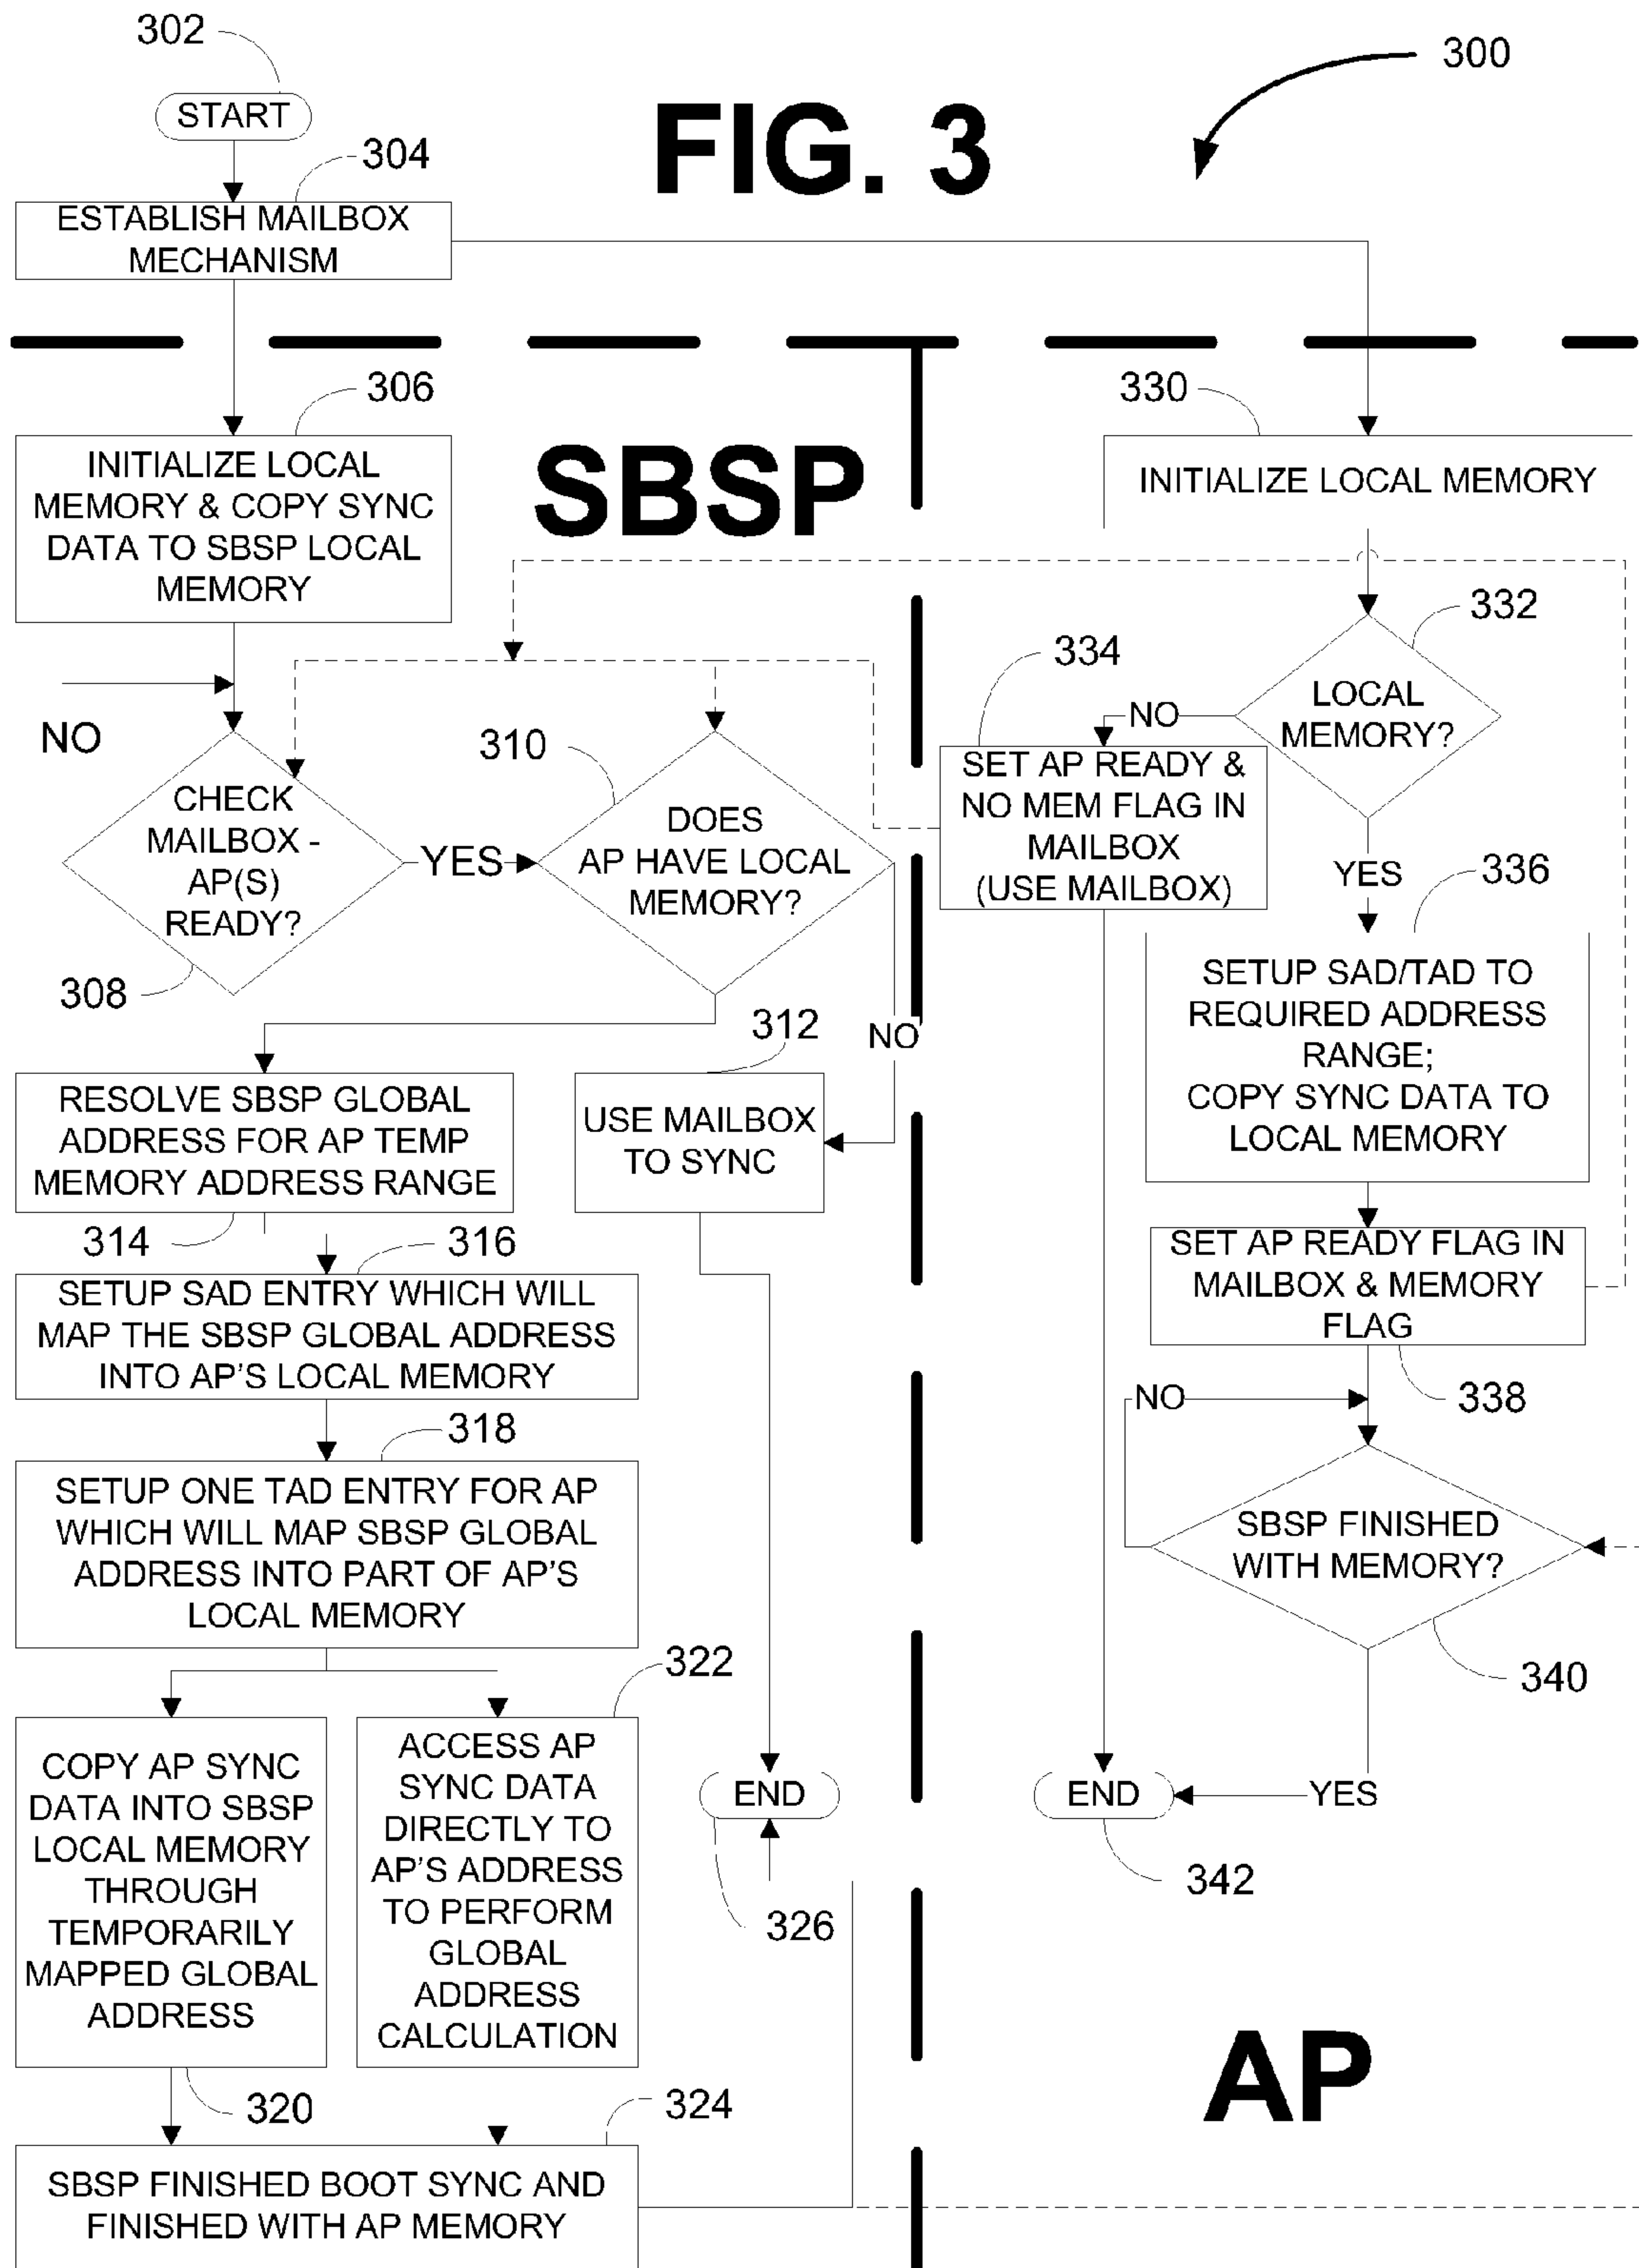 302
300
START
FIG. 3
304
ESTABLISH MAILBOX
MECHANISM
306
330
INITIALIZE LOCAL
MEMORY & COPY SYNC
DATA TO SBSP LOCAL
MEMORY
SBSP
INITIALIZE LOCAL MEMORY
332
334
LOCAL
MEMORY?
NO
NO
310
SET AP READY &
NO MEM FLAG IN
MAILBOX
(USE MAILBOX)
CHECK
MAILBOX -
AP(S)
READY?
YES
DOES
AP HAVE LOCAL
MEMORY?
YES
336
308
SETUP SAD/TAD TO
REQUIRED ADDRESS
RANGE;
COPY SYNC DATA TO
LOCAL MEMORY
312
NO
RESOLVE SBSP GLOBAL
ADDRESS FOR AP TEMP
MEMORY ADDRESS RANGE
USE MAILBOX
TO SYNC
314
316
SET AP READY FLAG IN
MAILBOX & MEMORY
FLAG
SETUP SAD ENTRY WHICH WILL
MAP THE SBSP GLOBAL ADDRESS
INTO AP'S LOCAL MEMORY
338
NO
318
SETUP ONE TAD ENTRY FOR AP
WHICH WILL MAP SBSP GLOBAL
ADDRESS INTO PART OF AP'S
LOCAL MEMORY
SBSP FINISHED
WITH MEMORY?
322
340
COPY AP SYNC
DATA INTO SBSP
LOCAL MEMORY
THROUGH
TEMPORARILY
MAPPED GLOBAL
ADDRESS
ACCESS AP
SYNC DATA
DIRECTLY TO
AP'S ADDRESS
TO PERFORM
GLOBAL
ADDRESS
CALCULATION
END
END
YES
326
342
320
324
AP
SBSP FINISHED BOOT SYNC AND
FINISHED WITH AP MEMORY